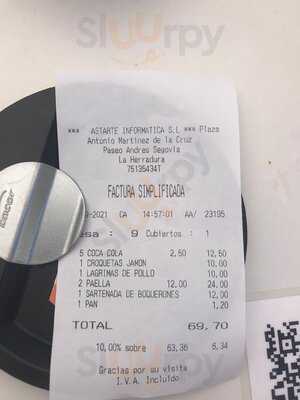 Sluurpy
*** ASTARTE INFORMATICA S.L *** Plaza
Antonio Martinez de la Cruz
Paseo Andres Segovia
La Herradura
75135434T
FACTURA SIMPLIFICADA
-2021 CA 14:57:01 AA/ 23195
esa : 9 Cubiertos : 1
5 COCA COLA 2,50 12,50
1 CROQUETAS JAMON 10,00
1 LAGRIMAS DE POLLO 10,00
2 PAELLA 12,00 24,00
1 SARTENADA DE BOQUERONES 12,00
1 PAN 1,20
TOTAL 69,70
10,00% sobre 63,36 6,34
Gracias por su visita
I.V.A. Incluido